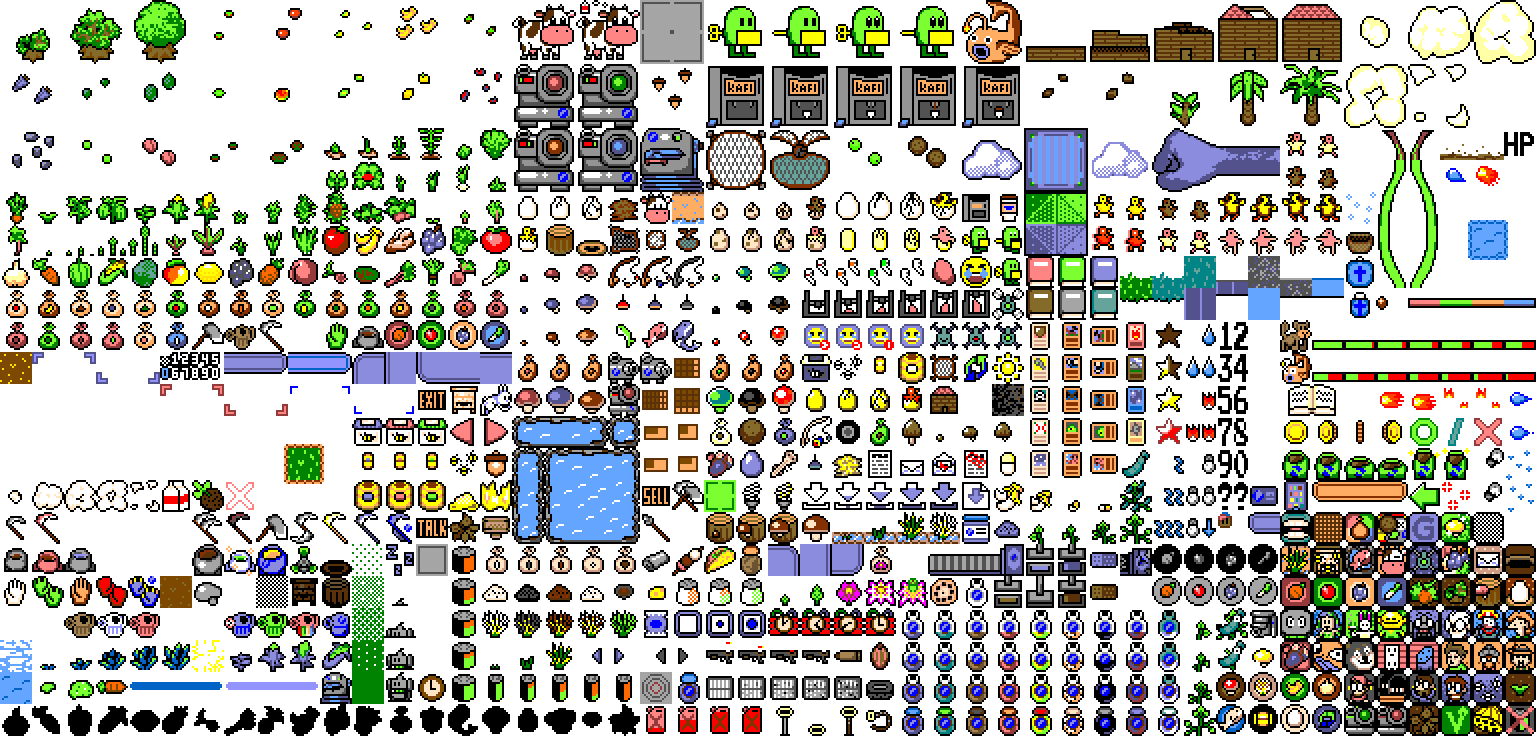 RAFI RAFI RAFI RAFI RAFI
HP
12
12345
67890
34
EXIT
56
78
90
SELL
??
TALK
G
V